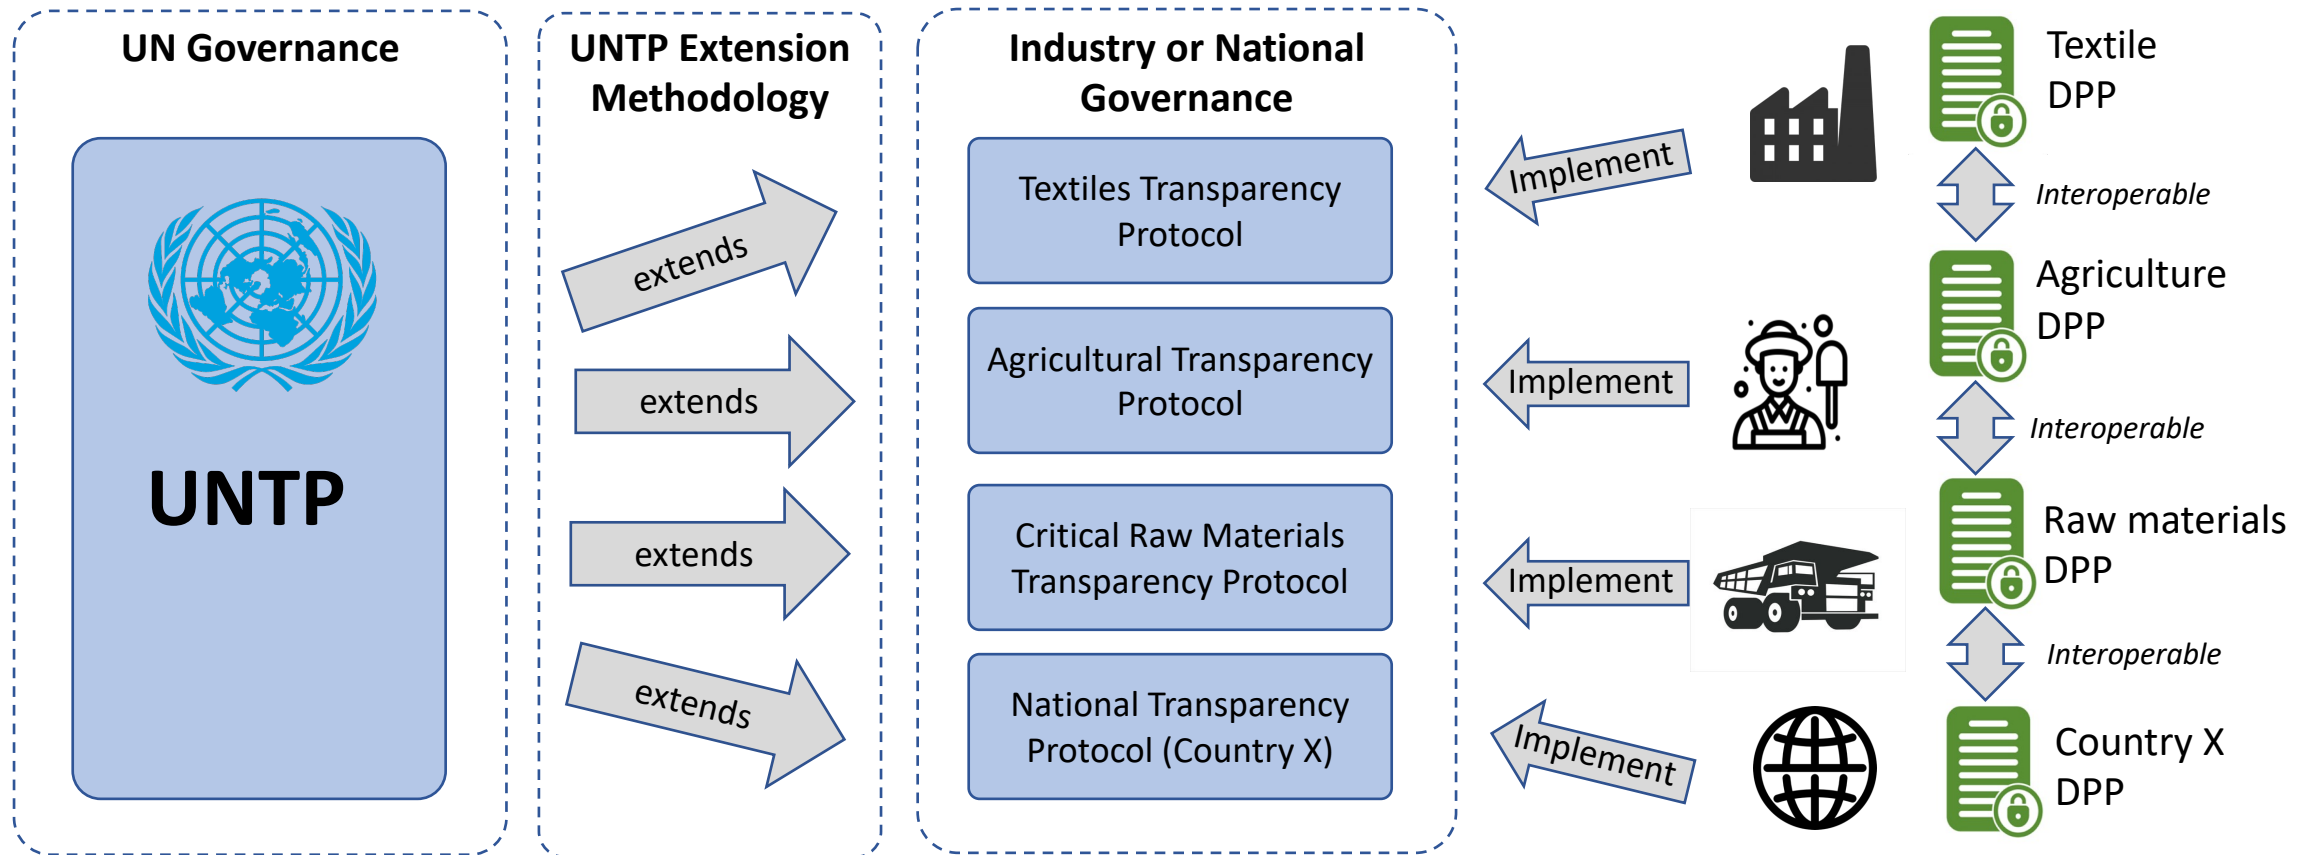 UN Governance
UNTP
UNTP Extension
Methodology
extends
extends
extends
extends
Industry or National
Governance
Textiles Transparency
Protocol
Agricultural Transparency
Protocol
Critical Raw Materials
Transparency Protocol
National Transparency
Protocol (Country X)
Implement
Implement
Implement
Implement
Textile
DPP
Interoperable
Agriculture
DPP
Interoperable
Raw materials
DPP
Interoperable
Country X
DPP